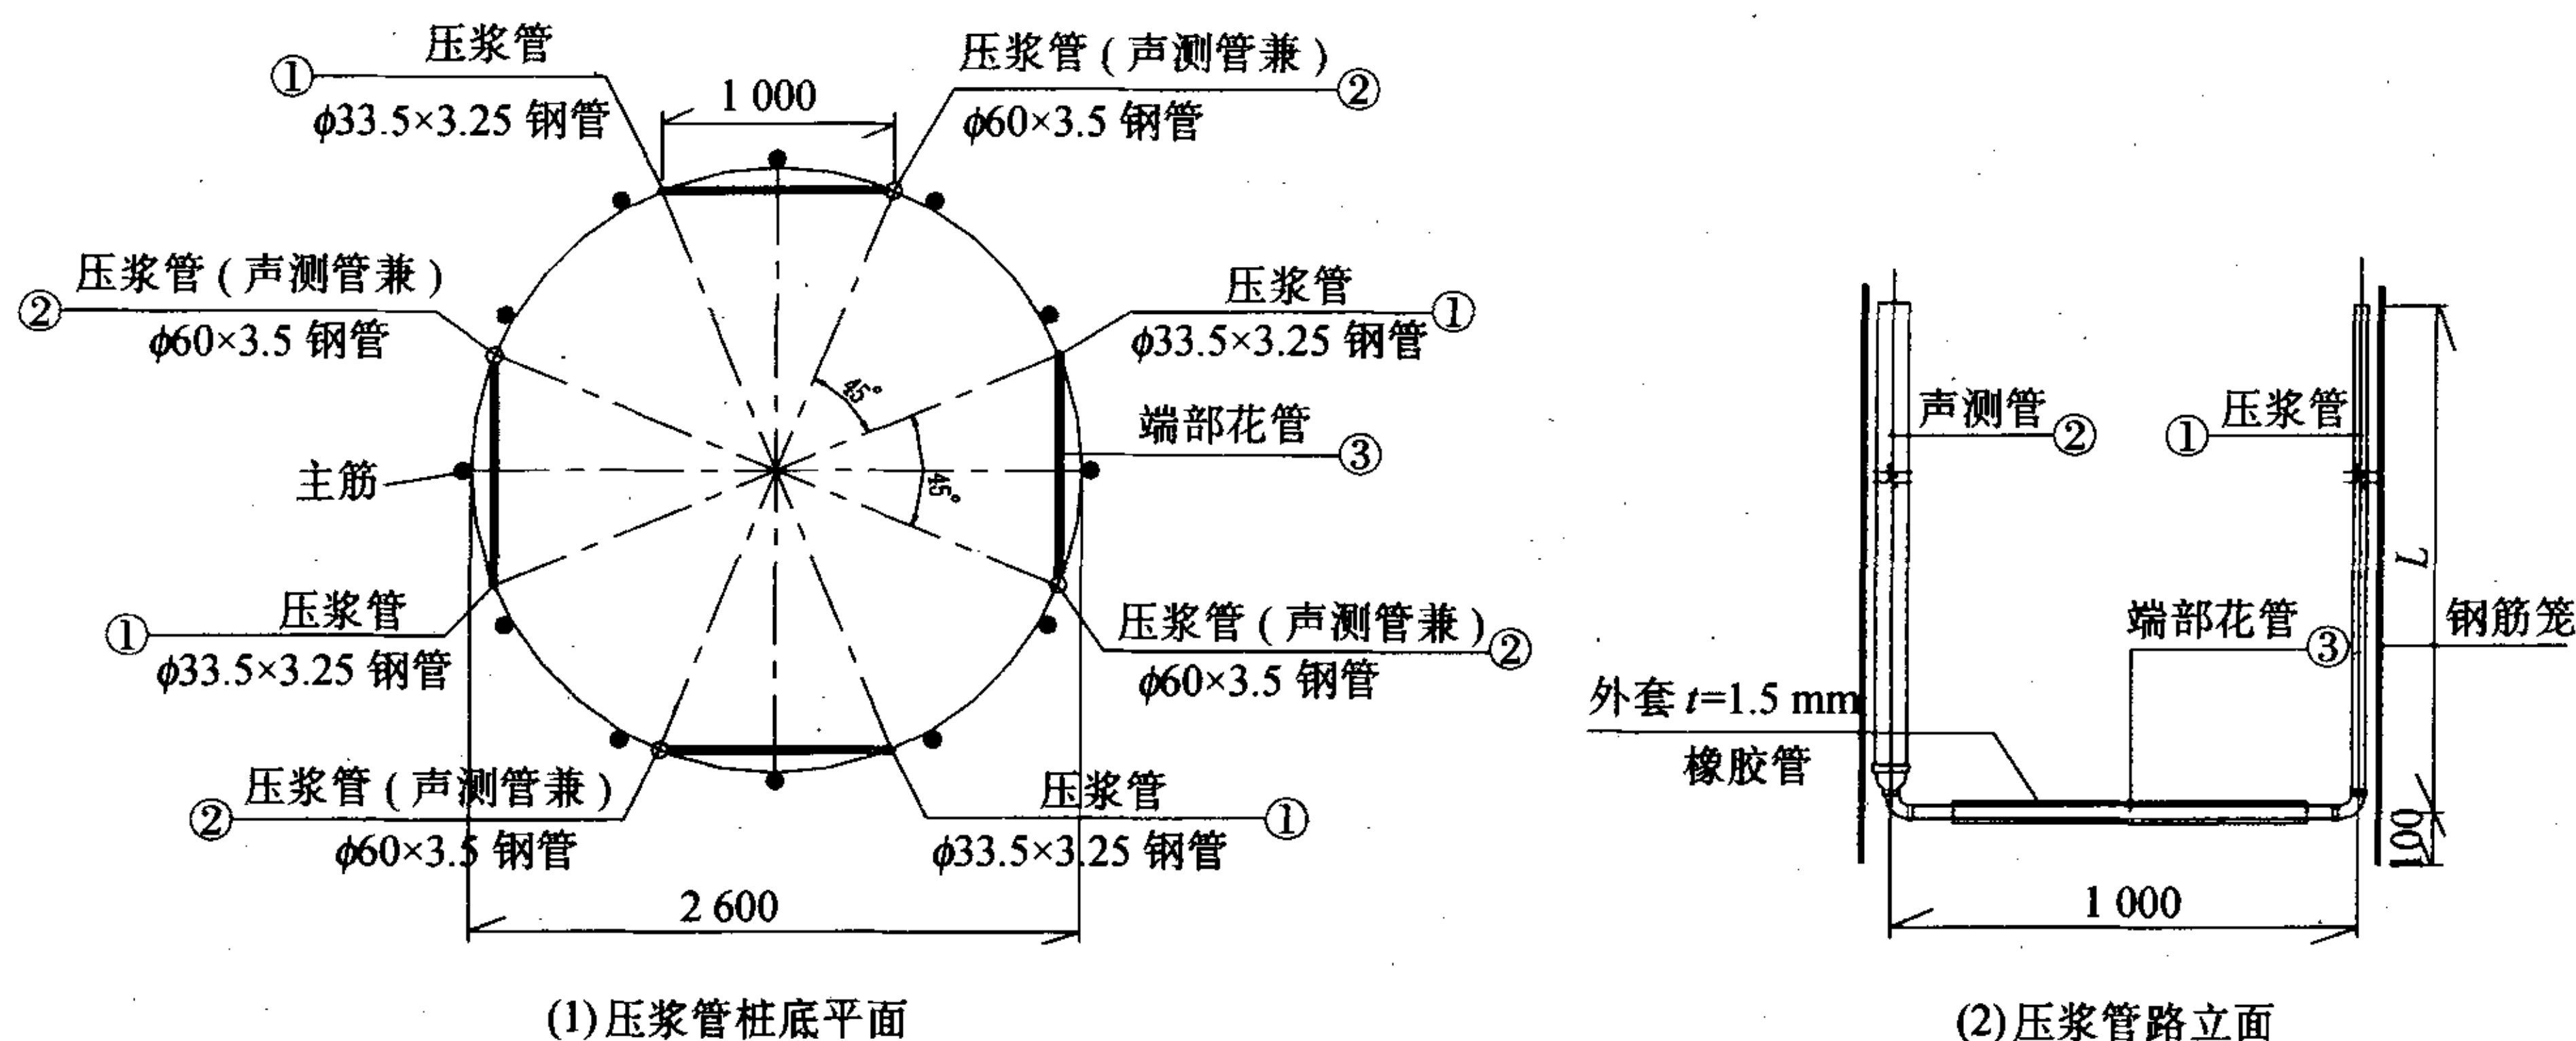 压浆管
① φ33.5×3.25 钢管
1 000
压浆管（声测管兼）
② φ60×3.5 钢管
压浆管（声测管兼）
② φ60×3.5 钢管
压浆管
① φ33.5×3.25 钢管
45°
45°
端部花管 ③
主筋
压浆管
① φ33.5×3.25 钢管
压浆管（声测管兼）
② φ60×3.5 钢管
压浆管（声测管兼）
② φ60×3.5 钢管
压浆管
① φ33.5×3.25 钢管
2 600
(1)压浆管桩底平面
声测管 ②
① 压浆管
L
端部花管 ③
钢筋笼
外套 t=1.5 mm
橡胶管
100
1 000
(2)压浆管路立面